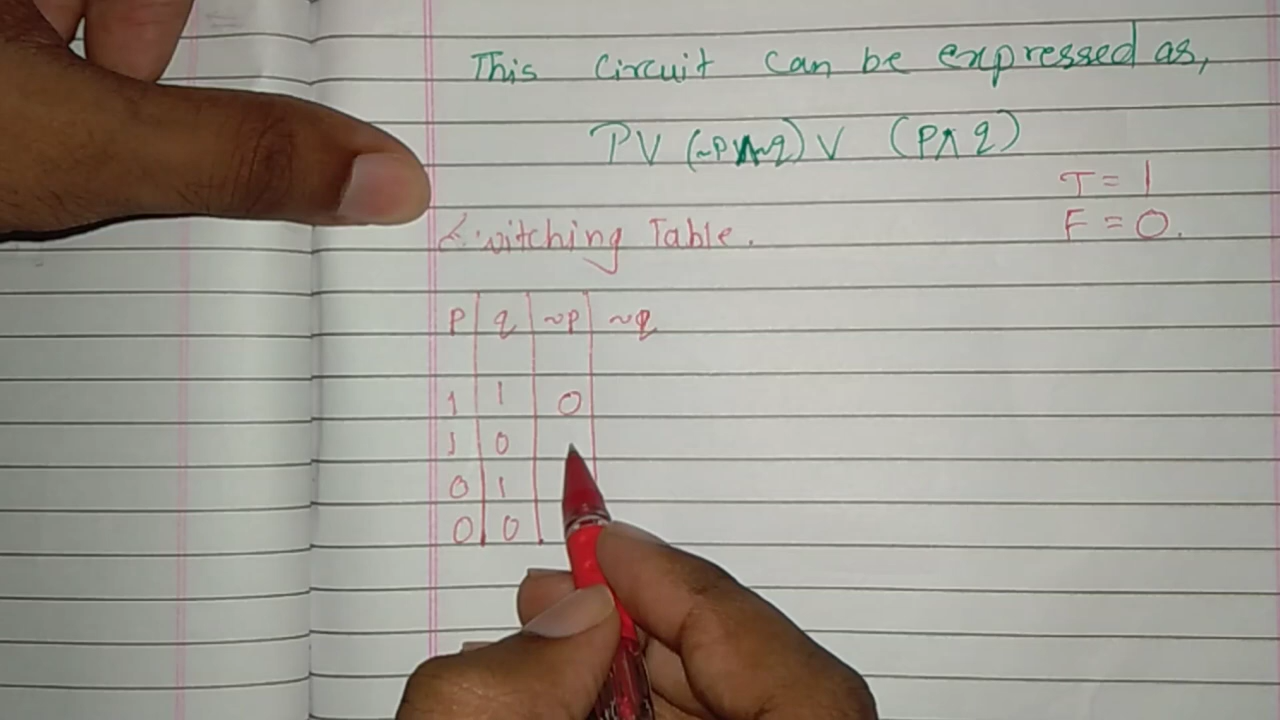 This Circuit can be expressed as,
PV (~P∧~q) V (P∧ q)
T = 1
F = 0.
Switching Table.
P q ~P ~q
1 1 0
1 0
0 1
0 0